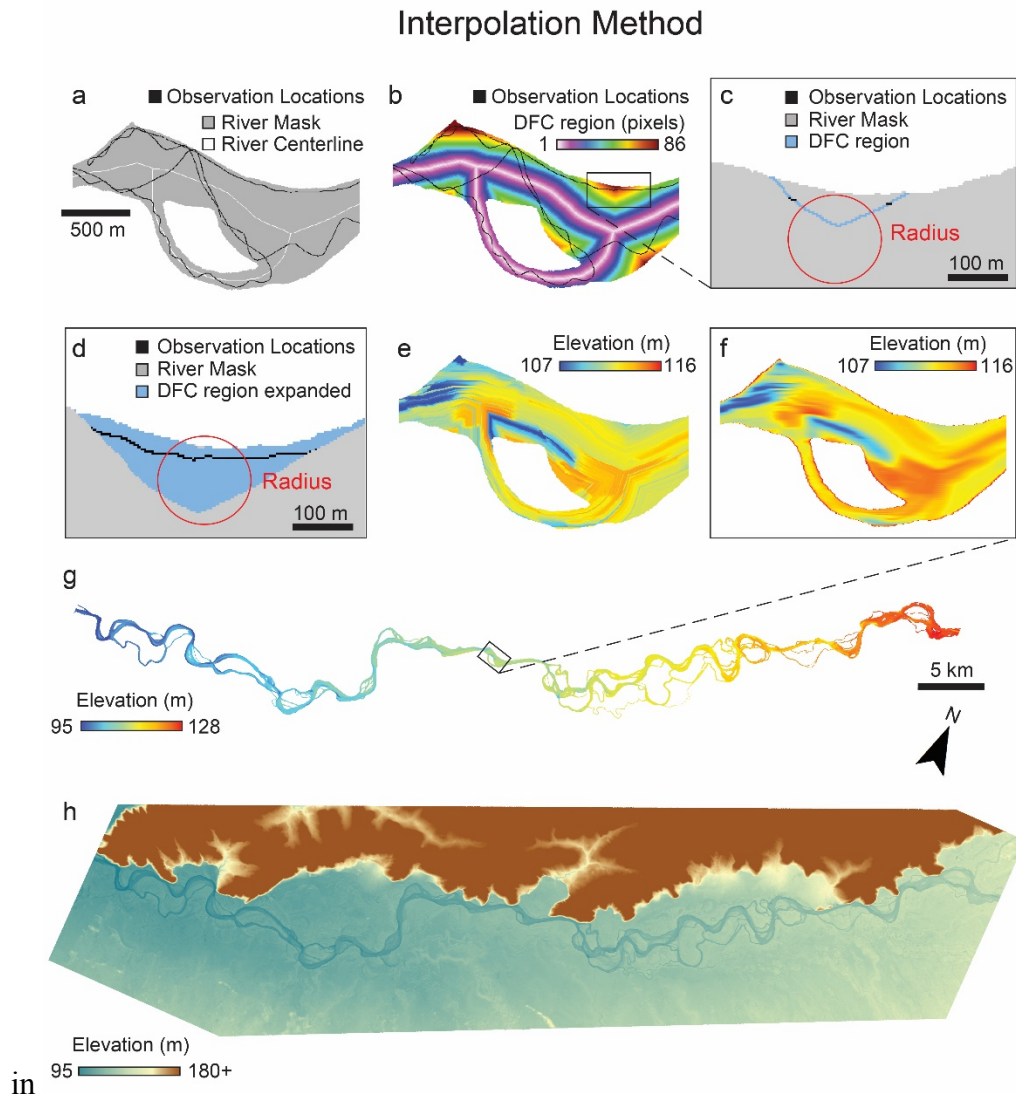 Interpolation Method
a
Observation Locations
River Mask
River Centerline
500 m
b
Observation Locations
DFC region (pixels)
1 86
c
Observation Locations
River Mask
DFC region
Radius
100 m
d
Observation Locations
River Mask
DFC region expanded
Radius
100 m
e
Elevation (m)
107 116
f
Elevation (m)
107 116
g
Elevation (m)
95 128
5 km
N
h
Elevation (m)
95 180+
in